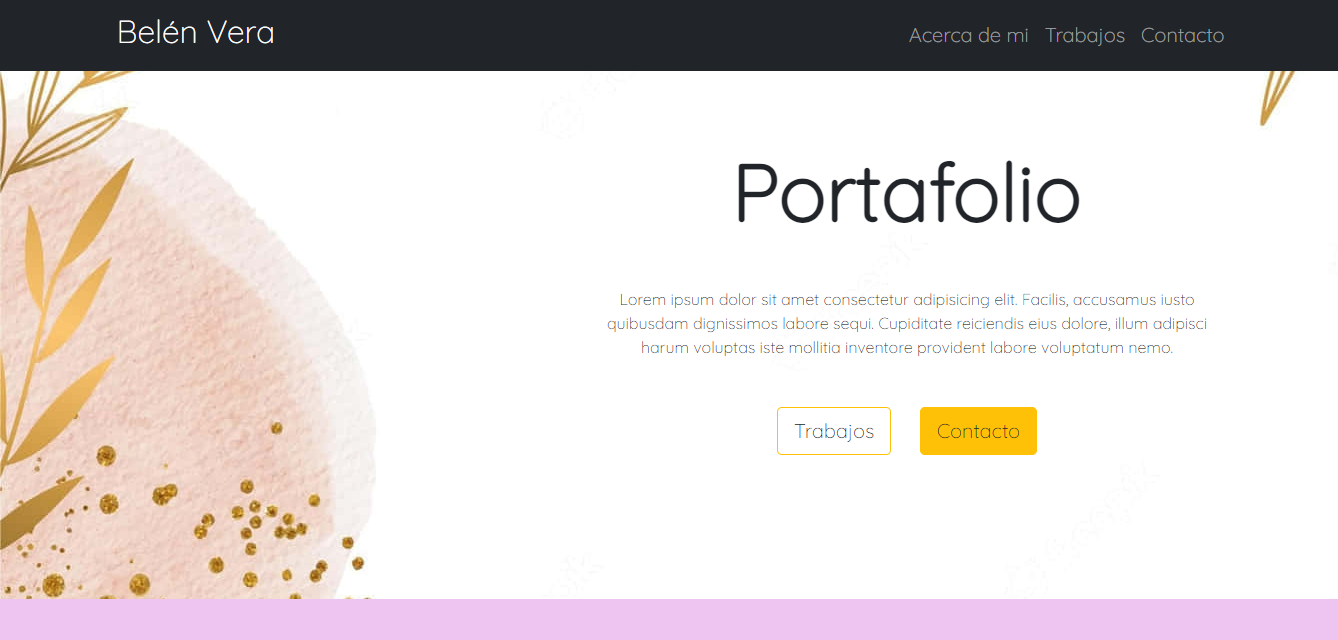 Belén Vera
Acerca de mi Trabajos Contacto
Portafolio
Lorem ipsum dolor sit amet consectetur adipisicing elit. Facilis, accusamus iusto
quibusdam dignissimos labore sequi. Cupiditate reiciendis eius dolore, illum adipisci
harum voluptas iste mollitia inventore provident labore voluptatum nemo.
Trabajos Contacto